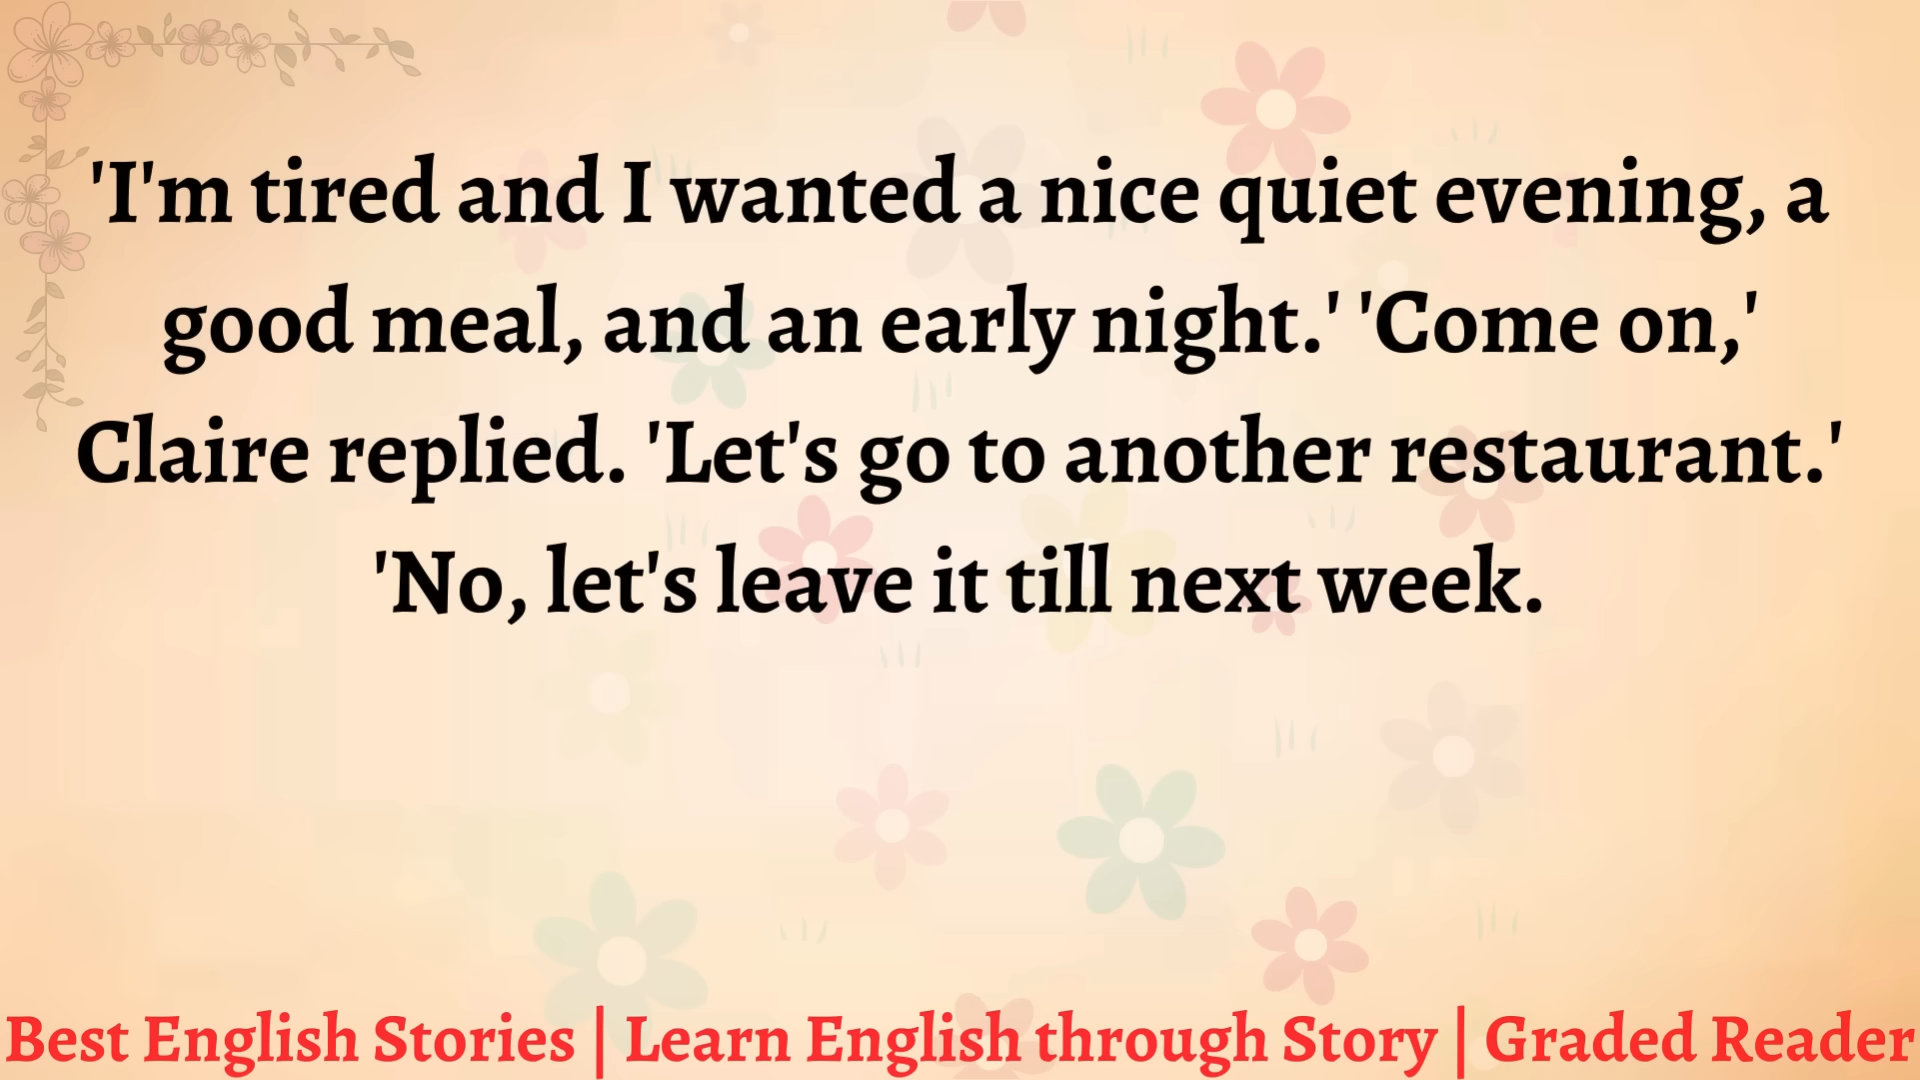 'I'm tired and I wanted a nice quiet evening, a
good meal, and an early night.' 'Come on,'
Claire replied. 'Let's go to another restaurant.'
'No, let's leave it till next week.
Best English Stories | Learn English through Story | Graded Reader